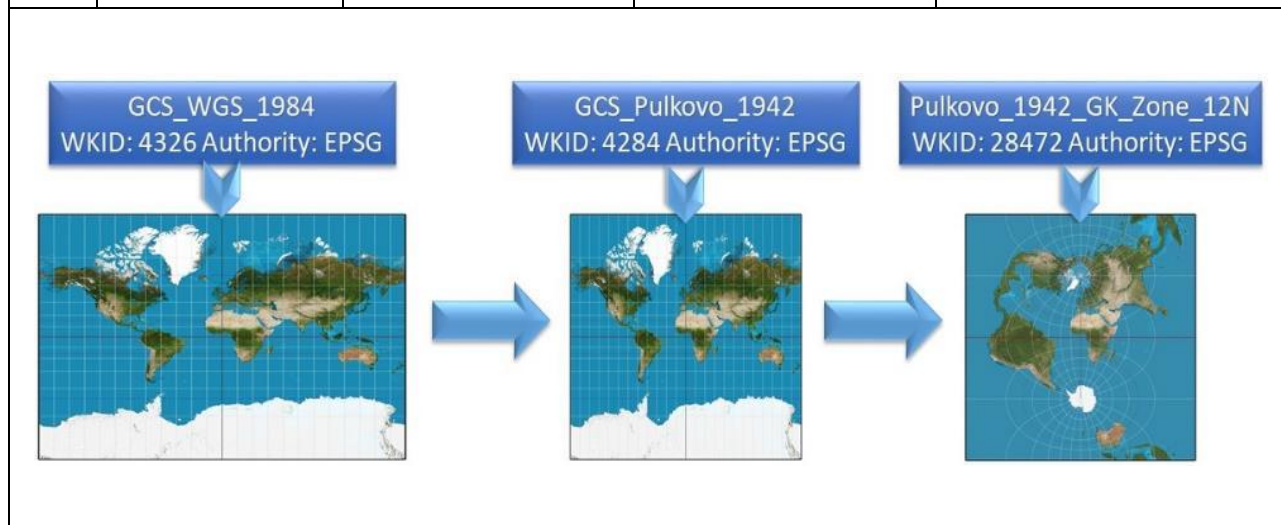 GCS_WGS_1984
WKID: 4326 Authority: EPSG
GCS_Pulkovo_1942
WKID: 4284 Authority: EPSG
Pulkovo_1942_GK_Zone_12N
WKID: 28472 Authority: EPSG